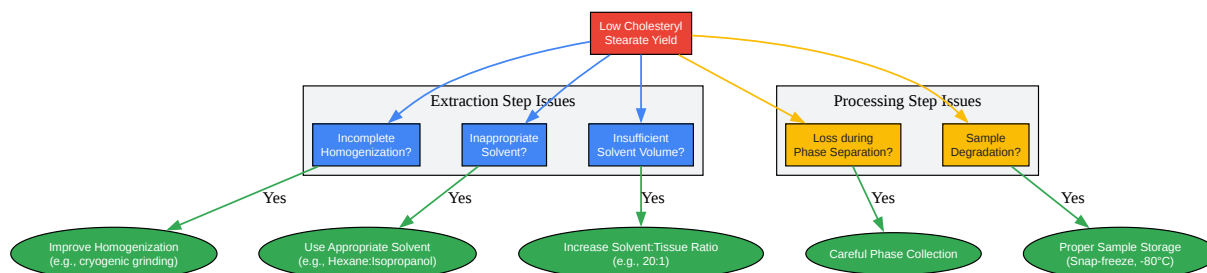 Low Cholesteryl
Stearate Yield
Extraction Step Issues
Processing Step Issues
Incomplete
Homogenization?
Inappropriate
Solvent?
Insufficient
Solvent Volume?
Loss during
Phase Separation?
Sample
Degradation?
Yes
Yes
Yes
Yes
Yes
Improve Homogenization
(e.g., cryogenic grinding)
Use Appropriate Solvent
(e.g., Hexane:Isopropanol)
Increase Solvent:Tissue Ratio
(e.g., 20:1)
Careful Phase Collection
Proper Sample Storage
(Snap-freeze, -80°C)